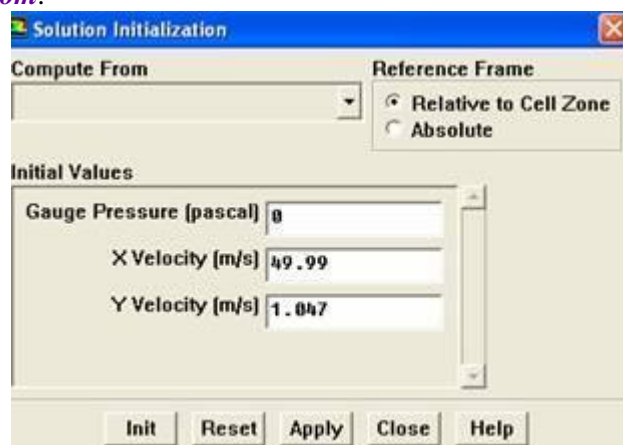 om.
Solution Initialization
Compute From
Reference Frame
Relative to Cell Zone
Absolute
Initial Values
Gauge Pressure (pascal) 0
X Velocity (m/s) 49.99
Y Velocity (m/s) 1.047
Init Reset Apply Close Help